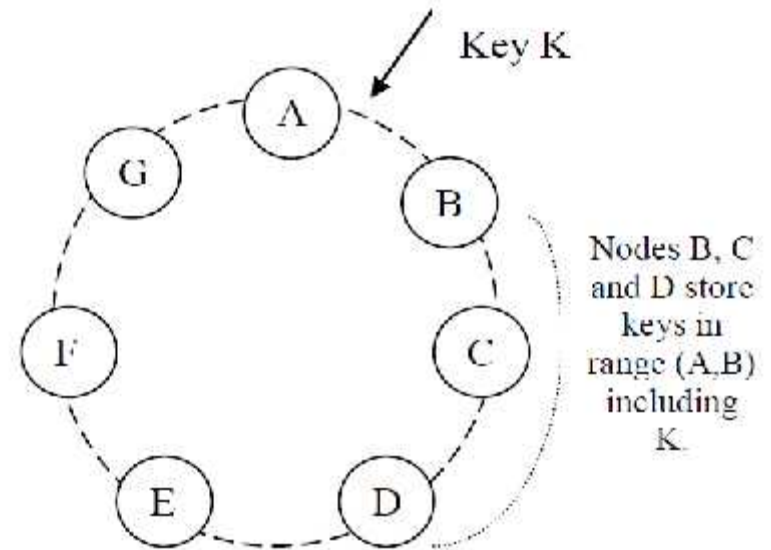 Key K
A
G
B
Nodes B, C
and D store
keys in
range (A,B)
including
K.
F
C
E
D